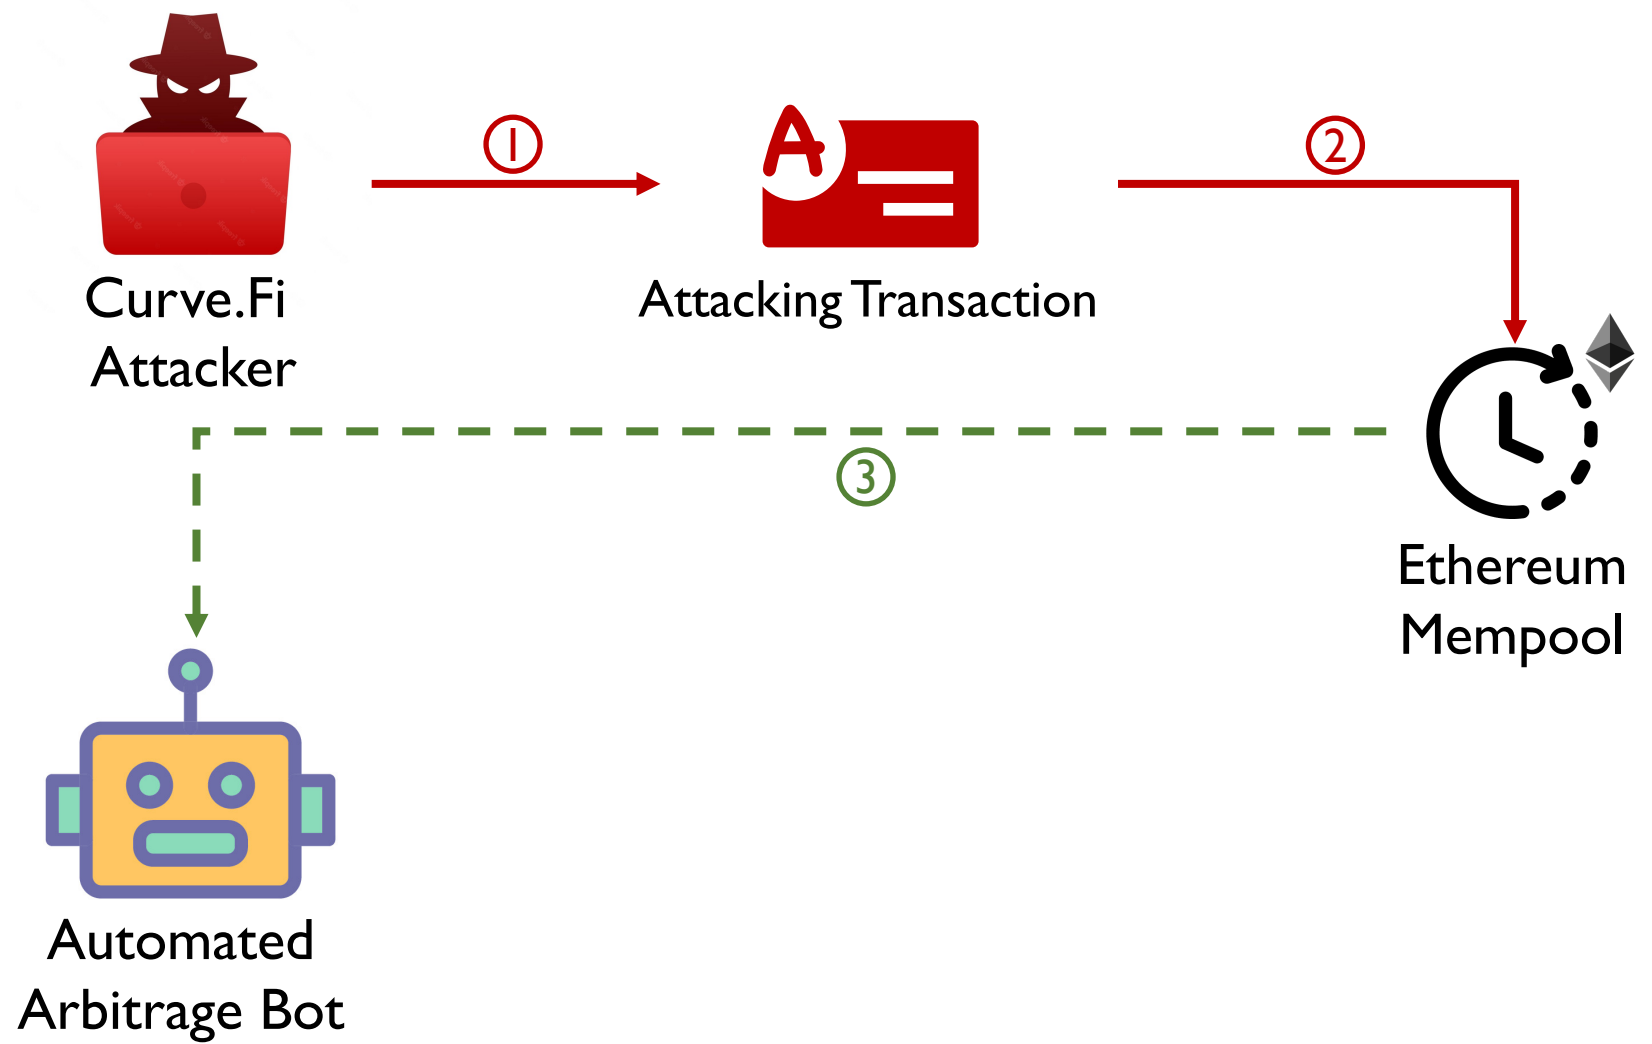 1
2
A
Curve.Fi
Attacker
Attacking Transaction
3
Ethereum
Mempool
Automated
Arbitrage Bot